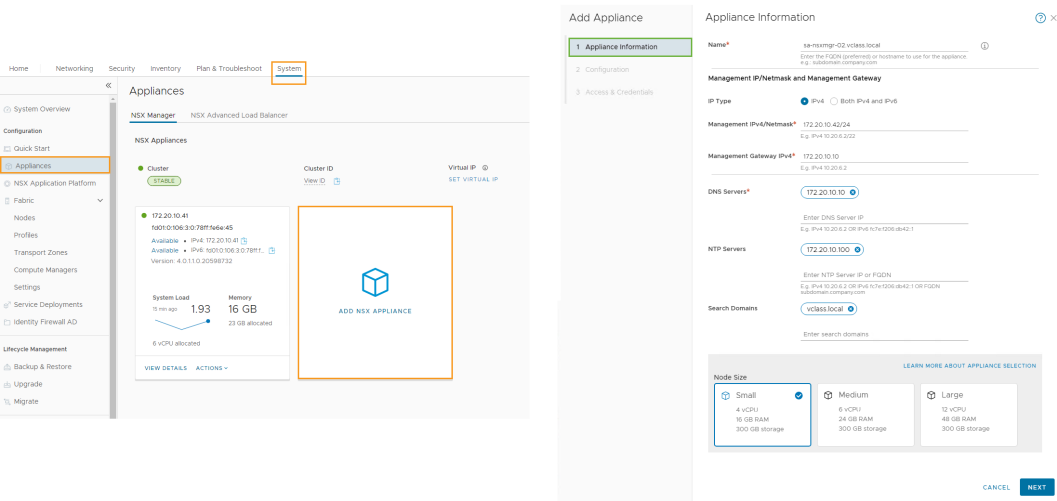 Home
Networking
Security
Inventory
Plan & Troubleshoot
System
System Overview
Configuration
Quick Start
Appliances
NSX Application Platform
Fabric
Nodes
Profiles
Transport Zones
Compute Managers
Settings
Service Deployments
Identity Firewall AD
Lifecycle Management
Backup & Restore
Upgrade
Migrate
Appliances
NSX Manager
NSX Advanced Load Balancer
NSX Appliances
Cluster
STABLE
Cluster ID
View ID
Virtual IP
SET VIRTUAL IP
172.20.10.41
fd01:0:106:3:0:78ff:fe6e:45
Available • IPv4: 172.20.10.41
Available • IPv6: fd01:0:106:3:0:78ff:f...
Version: 4.0.1.1.0.20598732
System Load
Memory
15 min ago 1.93
16 GB
23 GB allocated
6 vCPU allocated
VIEW DETAILS
ACTIONS
ADD NSX APPLIANCE
Add Appliance
1 Appliance Information
2 Configuration
3 Access & Credentials
Appliance Information
Name*
sa-nsxmgr-02.vclass.local
Enter the FQDN (preferred) or hostname to use for the appliance.
e.g.: subdomain.company.com
Management IP/Netmask and Management Gateway
IP Type
IPv4
Both IPv4 and IPv6
Management IPv4/Netmask*
172.20.10.42/24
E.g. IPv4 10.20.6.2/22
Management Gateway IPv4*
172.20.10.10
E.g. IPv4 10.20.6.2
DNS Servers*
172.20.10.10
Enter DNS Server IP
E.g. IPv4 10.20.6.2 OR IPv6 fc7e:f206:db42::1
NTP Servers
172.20.10.100
Enter NTP Server IP or FQDN
E.g. IPv4 10.20.6.2 OR IPv6 fc7e:f206:db42::1 OR FQDN
subdomain.company.com
Search Domains
vclass.local
Enter search domains
LEARN MORE ABOUT APPLIANCE SELECTION
Node Size
Small
4 vCPU
16 GB RAM
300 GB storage
Medium
6 vCPU
24 GB RAM
300 GB storage
Large
12 vCPU
48 GB RAM
300 GB storage
CANCEL
NEXT